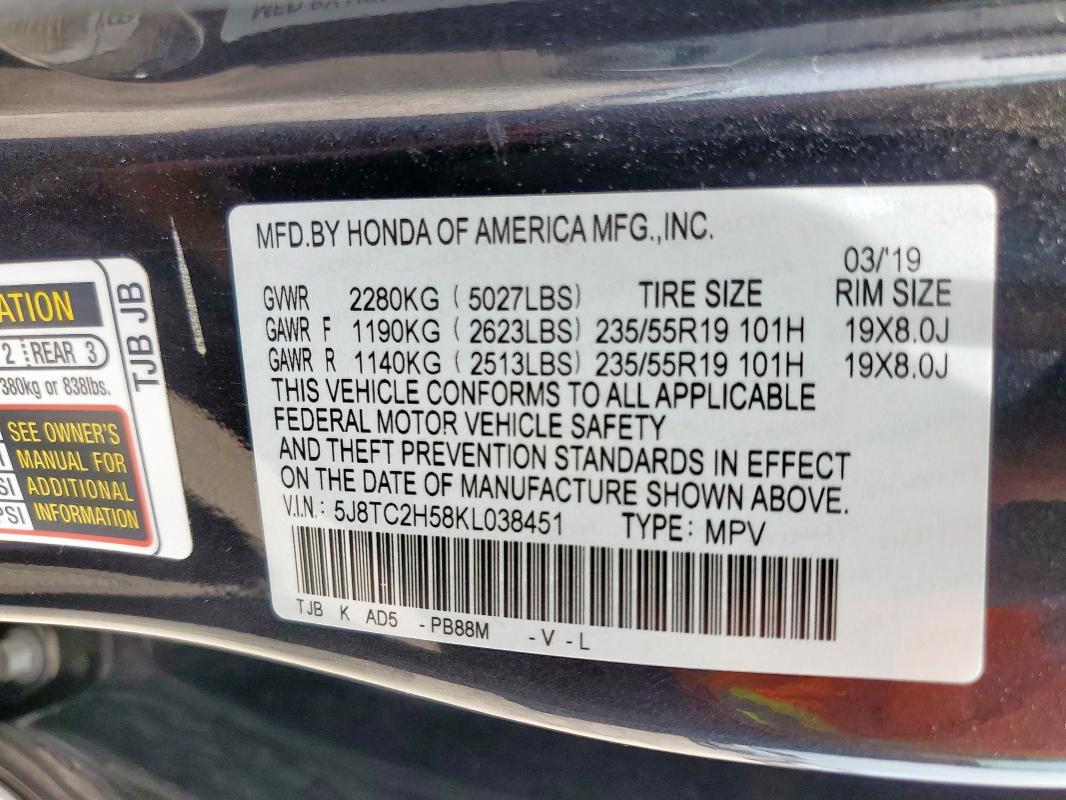 MFD.BY HONDA OF AMERICA MFG.,INC.
03/'19
GVWR 2280KG (5027LBS) TIRE SIZE RIM SIZE
GAWR F 1190KG (2623LBS) 235/55R19 101H 19X8.0J
GAWR R 1140KG (2513LBS) 235/55R19 101H 19X8.0J
THIS VEHICLE CONFORMS TO ALL APPLICABLE
FEDERAL MOTOR VEHICLE SAFETY
AND THEFT PREVENTION STANDARDS IN EFFECT
ON THE DATE OF MANUFACTURE SHOWN ABOVE.
V.I.N.: 5J8TC2H58KL038451 TYPE: MPV
TJB K AD5 -PB88M -V -L
ATION
2 REAR 3
380kg or 838lbs.
SEE OWNER'S
MANUAL FOR
SI ADDITIONAL
PSI INFORMATION
TJB JB